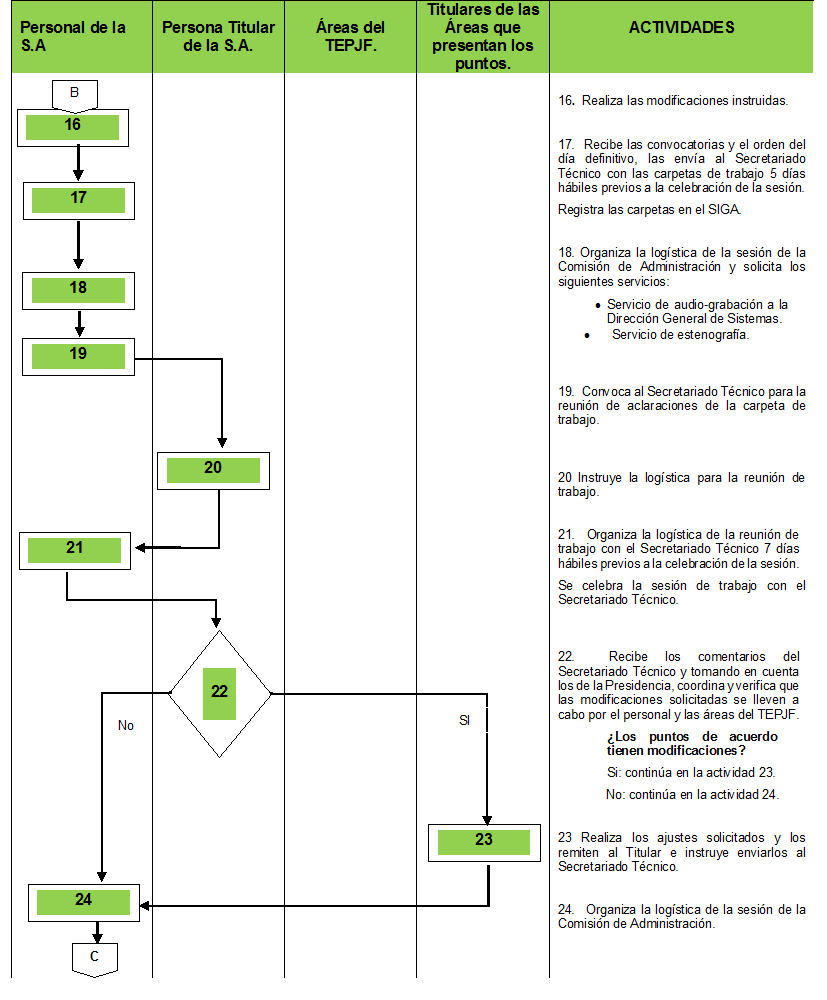 Personal de la
S.A
Persona Titular
de la S.A.
Áreas del
TEPJF.
Titulares de las
Áreas que
presentan los
puntos.
ACTIVIDADES
B
16
17
18
19
20
21
22
No
SI
23
24
C
16. Realiza las modificaciones instruidas.
17. Recibe las convocatorias y el orden del
día definitivo, las envía al Secretariado
Técnico con las carpetas de trabajo 5 días
hábiles previos a la celebración de la sesión.
Registra las carpetas en el SIGA.
18. Organiza la logística de la sesión de la
Comisión de Administración y solicita los
siguientes servicios:
• Servicio de audio-grabación a la
Dirección General de Sistemas.
• Servicio de estenografía.
19. Convoca al Secretariado Técnico para la
reunión de aclaraciones de la carpeta de
trabajo.
20 Instruye la logística para la reunión de
trabajo.
21. Organiza la logística de la reunión de
trabajo con el Secretariado Técnico 7 días
hábiles previos a la celebración de la sesión.
Se celebra la sesión de trabajo con el
Secretariado Técnico.
22. Recibe los comentarios del
Secretariado Técnico y tomando en cuenta
los de la Presidencia, coordina y verifica que
las modificaciones solicitadas se lleven a
cabo por el personal y las áreas del TEPJF.
¿Los puntos de acuerdo
tienen modificaciones?
Si: continúa en la actividad 23.
No: continúa en la actividad 24.
23 Realiza los ajustes solicitados y los
remiten al Titular e instruye enviarlos al
Secretariado Técnico.
24. Organiza la logística de la sesión de la
Comisión de Administración.